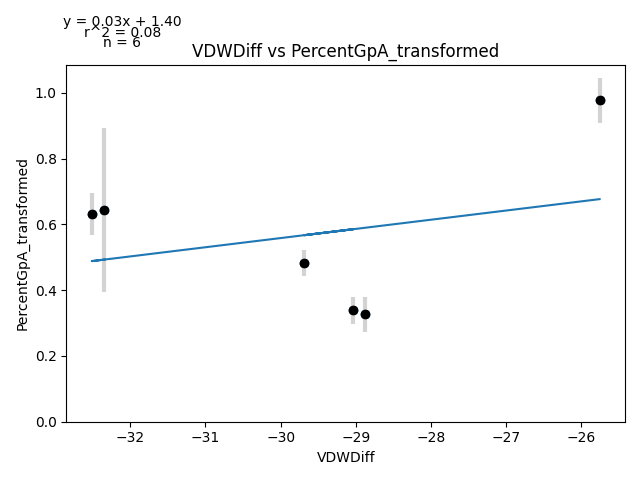 y = 0.03x + 1.40
r^2 = 0.08
n = 6
VDWDiff vs PercentGpA_transformed
PercentGpA_transformed
1.0
0.8
0.6
0.4
0.2
0.0
−32
−31
−30
−29
−28
−27
−26
VDWDiff